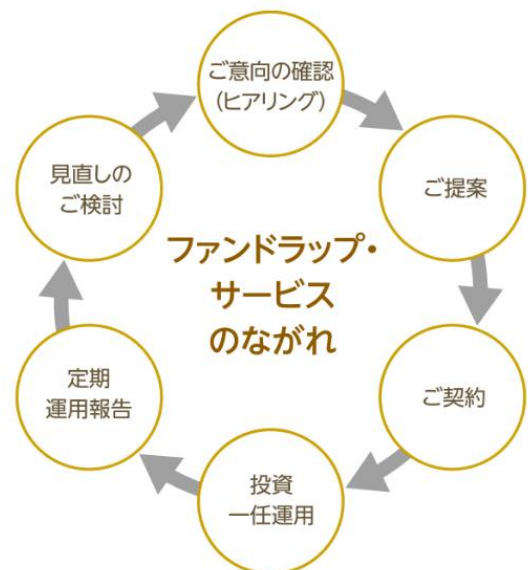 ご意向の確認
(ヒアリング)
ご提案
ご契約
投資
一任運用
定期
運用報告
見直しの
ご検討
ファンドラップ・
サービス
のながれ